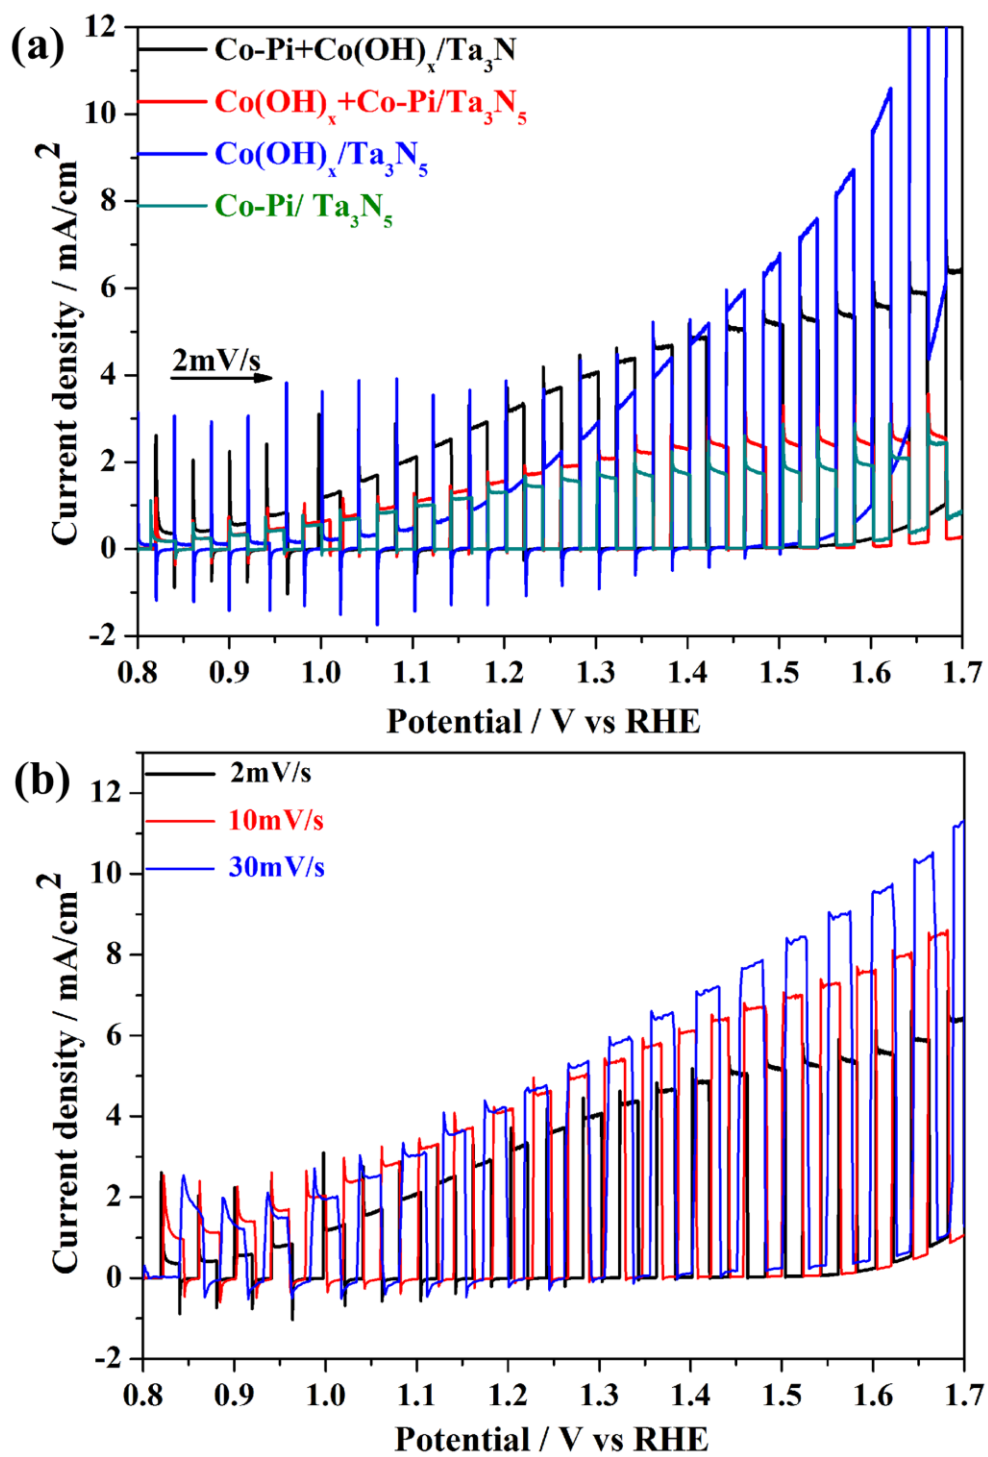 (a)
12
10
8
6
4
2
0
-2
Current density / mA/cm²
Co-Pi+Co(OH)ₓ/Ta₃N
Co(OH)ₓ+Co-Pi/Ta₃N₅
Co(OH)ₓ/Ta₃N₅
Co-Pi/ Ta₃N₅
2mV/s
0.8 0.9 1.0 1.1 1.2 1.3 1.4 1.5 1.6 1.7
Potential / V vs RHE
(b)
12
10
8
6
4
2
0
-2
Current density / mA/cm²
2mV/s
10mV/s
30mV/s
0.8 0.9 1.0 1.1 1.2 1.3 1.4 1.5 1.6 1.7
Potential / V vs RHE